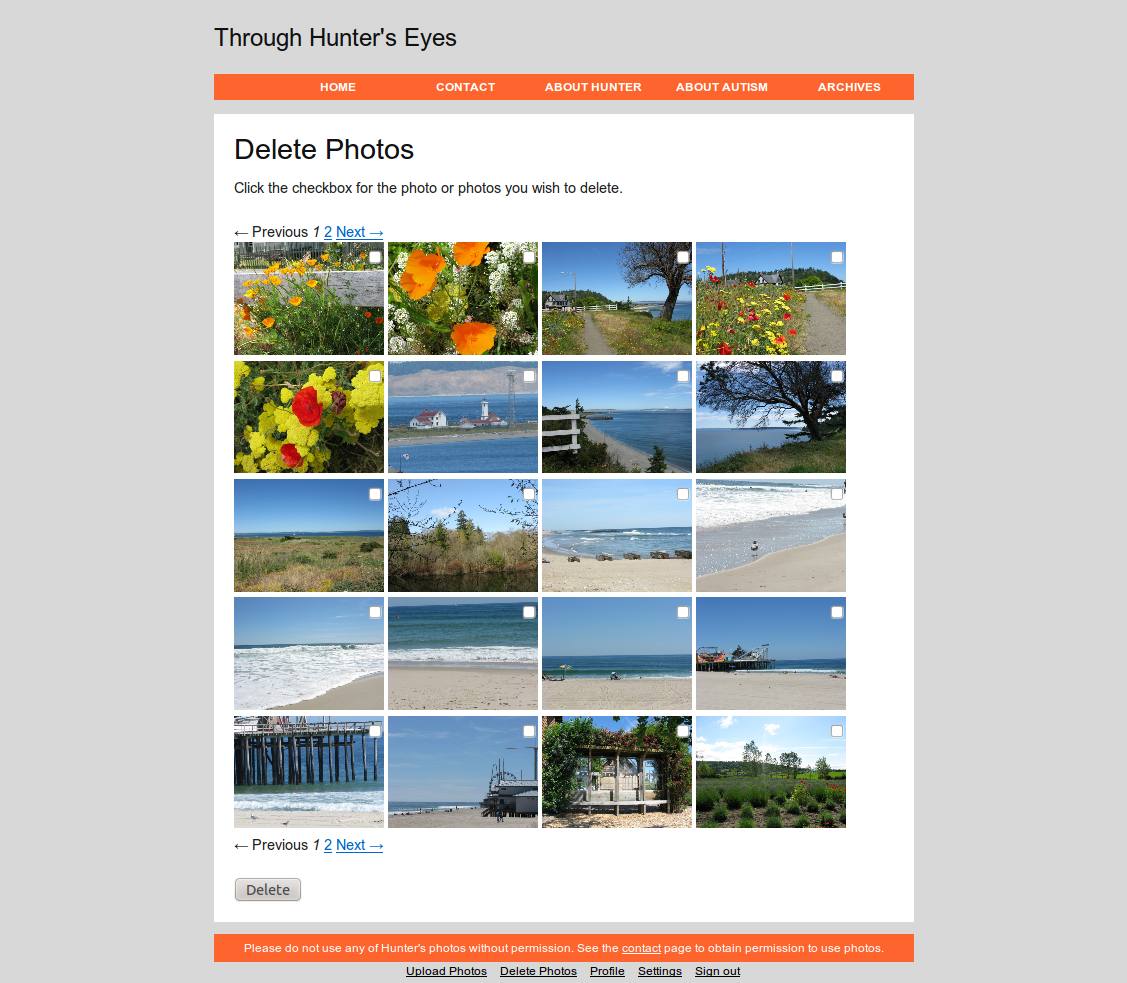 Through Hunter's Eyes
HOME CONTACT ABOUT HUNTER ABOUT AUTISM ARCHIVES
Delete Photos
Click the checkbox for the photo or photos you wish to delete.
← Previous 1 2 Next →
← Previous 1 2 Next →
Delete
Please do not use any of Hunter's photos without permission. See the contact page to obtain permission to use photos.
Upload Photos Delete Photos Profile Settings Sign out